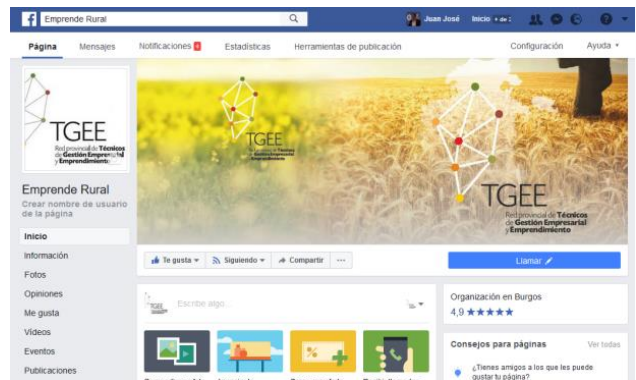 Emprende Rural
Juan José Inicio
Página Mensajes Notificaciones Estadísticas Herramientas de publicación Configuración Ayuda
TGEE
Red provincial de Técnicos
de Gestión Empresarial
y Emprendimiento
TGEE
TGEE
Red provincial de Técnicos
de Gestión Empresarial
y Emprendimiento
Emprende Rural
Crear nombre de usuario
de la página
Inicio
Información
Fotos
Opiniones
Me gusta
Vídeos
Eventos
Publicaciones
Te gusta Siguiendo Compartir ...
Llamar
Escribe algo...
Organización en Burgos
4,9 ★★★★★
Consejos para páginas Ver todas
¿Tienes amigos a los que les puede
gustar tu página?